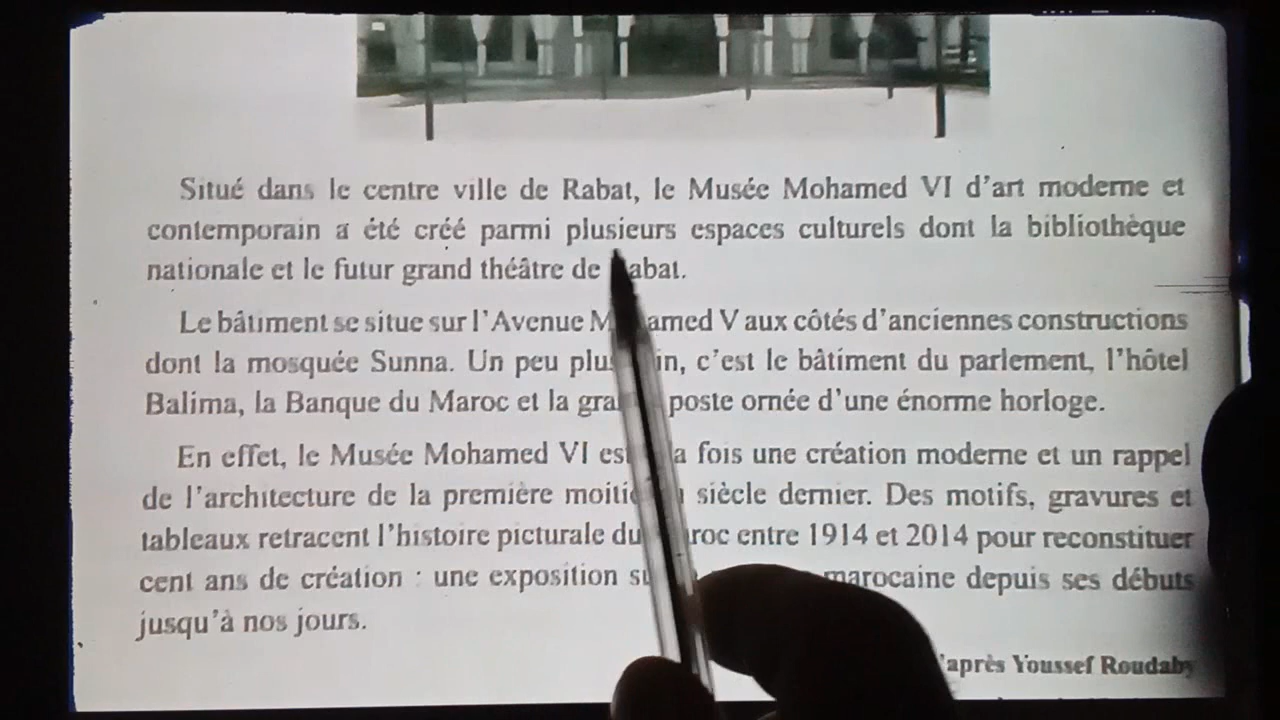 Situé dans le centre ville de Rabat, le Musée Mohamed VI d'art moderne et
contemporain a été créé parmi plusieurs espaces culturels dont la bibliothèque
nationale et le futur grand théâtre de abat.
Le bâtiment se situe sur l'Avenue M amed V aux côtés d'anciennes constructions
dont la mosquée Sunna. Un peu plus in, c'est le bâtiment du parlement, l'hôtel
Balima, la Banque du Maroc et la gra poste ornée d'une énorme horloge.
En effet, le Musée Mohamed VI es a fois une création moderne et un rappel
de l'architecture de la première moitié siècle dernier. Des motifs, gravures et
tableaux retracent l'histoire picturale du roc entre 1914 et 2014 pour reconstituer
cent ans de création : une exposition su marocaine depuis ses débuts
jusqu'à nos jours.
'après Youssef Roudaby